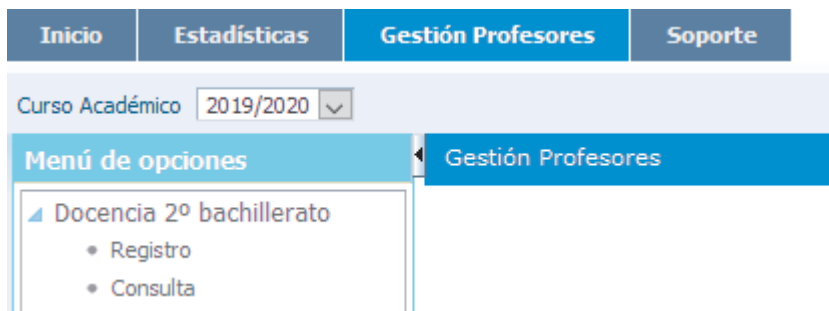 Inicio Estadísticas Gestión Profesores Soporte
Curso Académico 2019/2020
Menú de opciones
Gestión Profesores
Docencia 2º bachillerato
Registro
Consulta